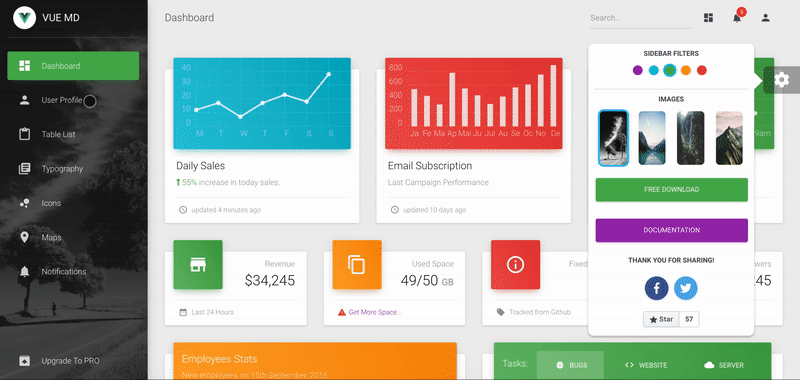 VUE MD
Dashboard
User Profile
Table List
Typography
Icons
Maps
Notifications
Upgrade To PRO
Dashboard
Search...
40
30
20
10
0
M T W T F S S
Daily Sales
55% increase in today sales.
updated 4 minutes ago
800
600
400
200
0
Ja Fe Ma Ap Mai Ju Jul Au Se Oc No De
Email Subscription
Last Campaign Performance
updated 10 days ago
9am
SIDEBAR FILTERS
IMAGES
FREE DOWNLOAD
DOCUMENTATION
THANK YOU FOR SHARING!
Star 57
Revenue
$34,245
Last 24 Hours
Used Space
49/50 GB
Get More Space...
Fixed
Tracked from Github
wers
45
Employees Stats
New employees on 15th September, 2016
Tasks:
BUGS
WEBSITE
SERVER